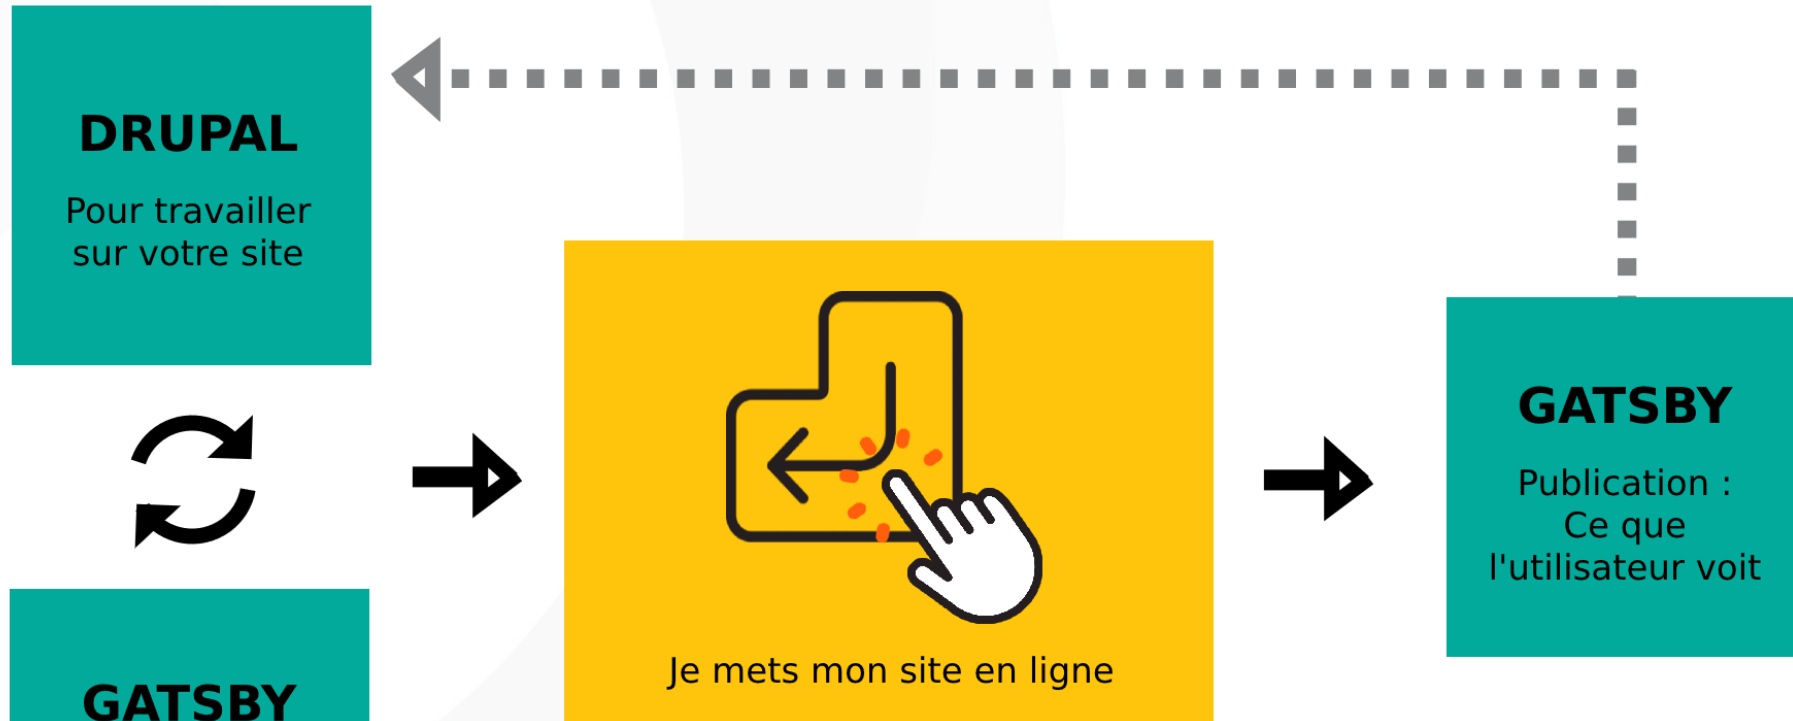 DRUPAL
Pour travailler
sur votre site
GATSBY
Je mets mon site en ligne
GATSBY
Publication :
Ce que
l'utilisateur voit